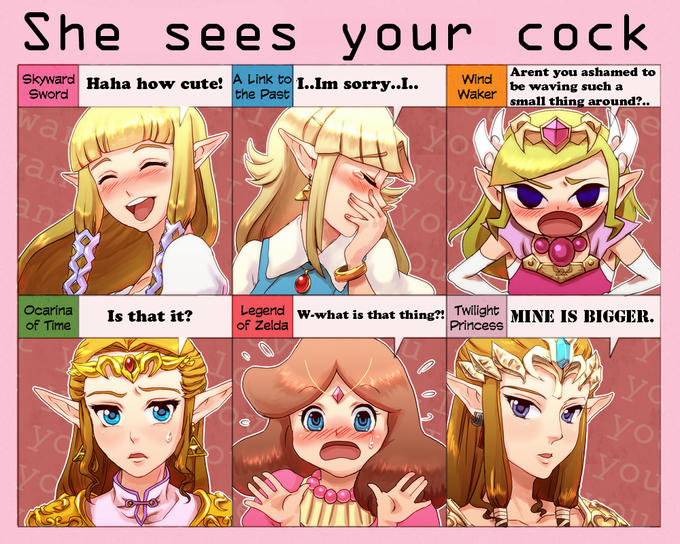 She sees your cock
Skyward
Sword
Haha how cute!
A Link to
the Past
I..Im sorry..I..
Wind
Waker
Arent you ashamed to
be waving such a
small thing around?..
Ocarina
of Time
Is that it?
Legend
of Zelda
W-what is that thing?!
Twilight
Princess
MINE IS BIGGER.